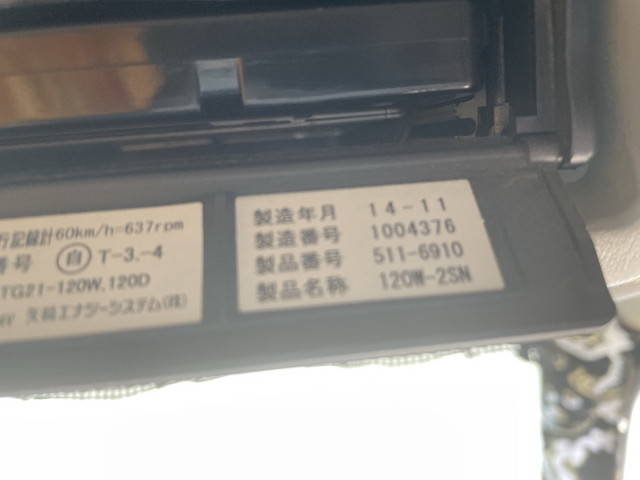 行記録計60km/h=637rpm
番号 自 T-3.-4
TG21-120W,120D
矢崎エナジーシステム(株)
製造年月 14-11
製造番号 1004376
製品番号 511-6910
製品名称 120W-2SN